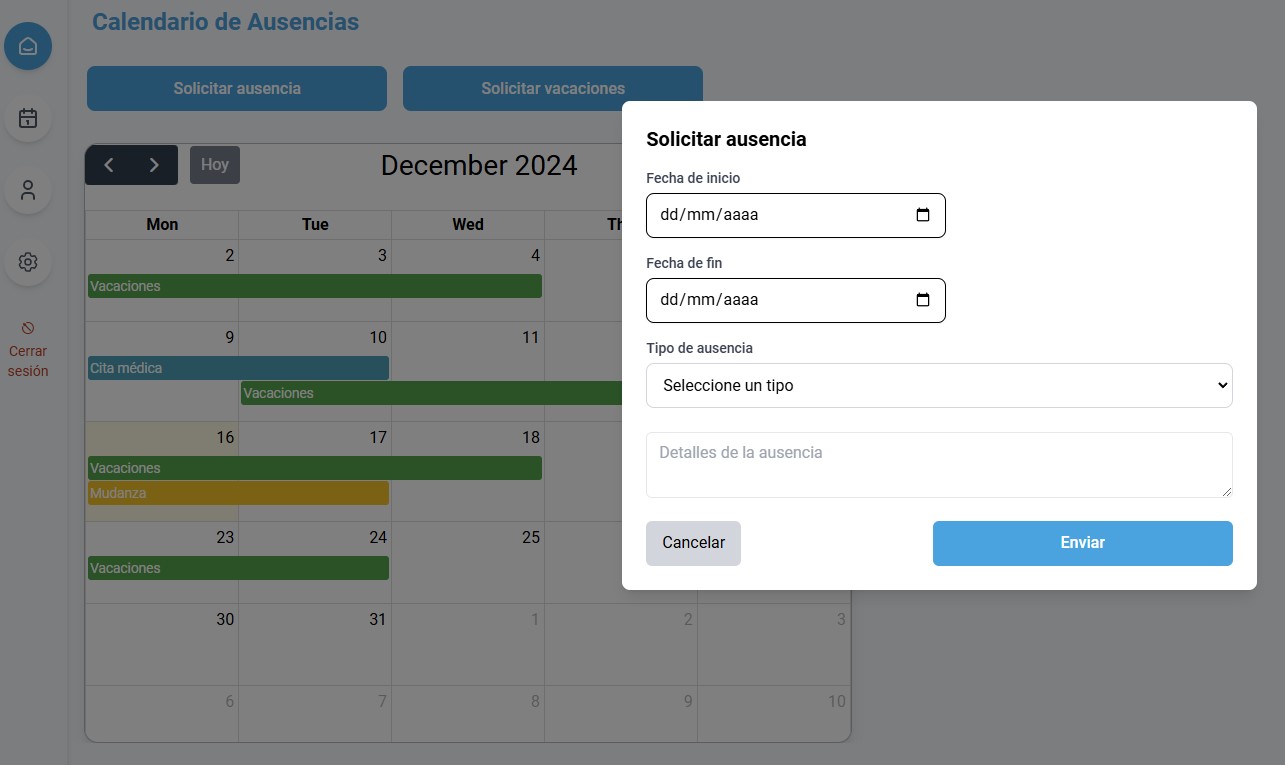 Calendario de Ausencias
Solicitar ausencia
Solicitar vacaciones
Hoy
December 2024
Mon Tue Wed
2 3 4
Vacaciones
9 10 11
Cita médica
Vacaciones
16 17 18
Vacaciones
Mudanza
23 24 25
Vacaciones
30 31 1 2 3
6 7 8 9 10
Cerrar
sesión
Solicitar ausencia
Fecha de inicio
dd/mm/aaaa
Fecha de fin
dd/mm/aaaa
Tipo de ausencia
Seleccione un tipo
Detalles de la ausencia
Cancelar
Enviar